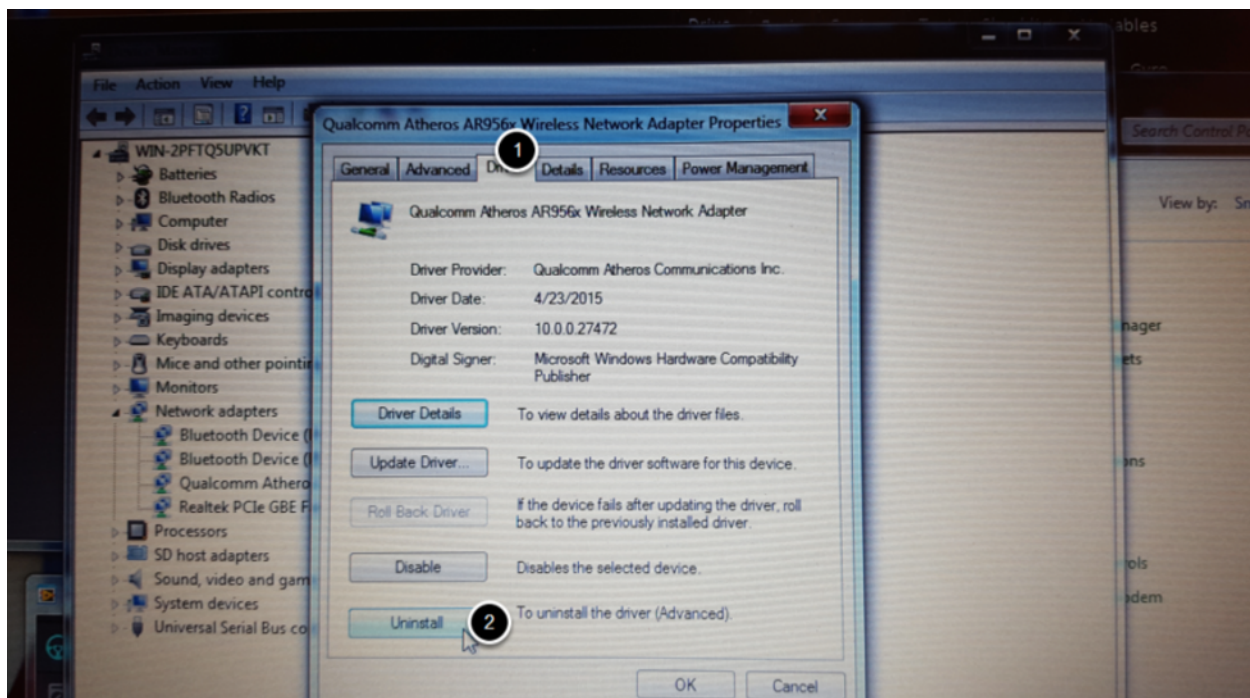 ables
File Action View Help
Qualcomm Atheros AR956x Wireless Network Adapter Properties
Search Control P
WIN-2PFTQ5UPVKT
Batteries
Bluetooth Radios
Computer
Disk drives
Display adapters
IDE ATA/ATAPI contro
Imaging devices
Keyboards
Mice and other pointin
Monitors
Network adapters
Bluetooth Device (
Bluetooth Device (
Qualcomm Athero
Realtek PCIe GBE F
Processors
SD host adapters
Sound, video and gam
System devices
Universal Serial Bus co
1
General Advanced Details Resources Power Management
Qualcomm Atheros AR956x Wireless Network Adapter
Driver Provider: Qualcomm Atheros Communications Inc.
Driver Date: 4/23/2015
Driver Version: 10.0.0.27472
Digital Signer: Microsoft Windows Hardware Compatibility
Publisher
Driver Details To view details about the driver files.
Update Driver... To update the driver software for this device.
Roll Back Driver If the device fails after updating the driver, roll
back to the previously installed driver.
Disable Disables the selected device.
Uninstall 2 To uninstall the driver (Advanced).
OK Cancel
View by: Sm
nager
ets
ons
ols
odem